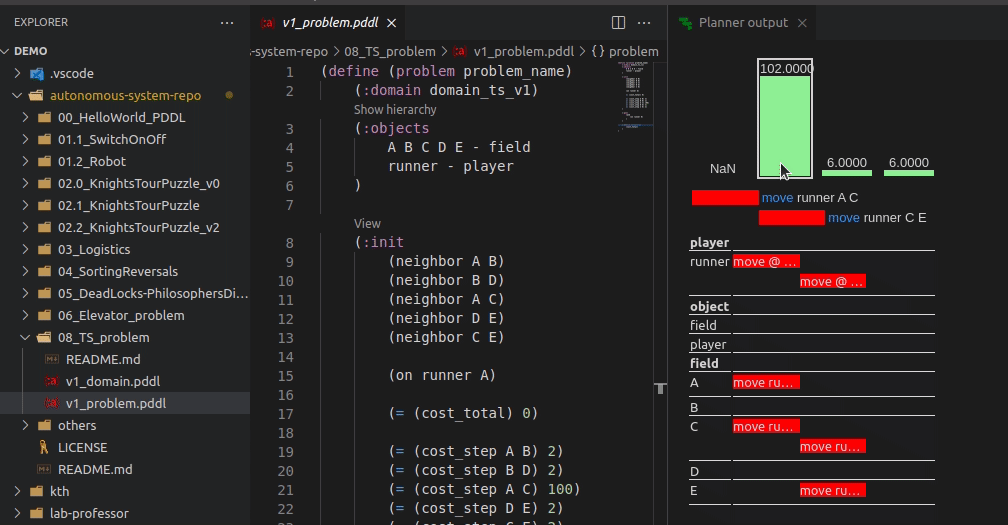 EXPLORER
DEMO
.vscode
autonomous-system-repo
00_HelloWorld_PDDL
01.1_SwitchOnOff
01.2_Robot
02.0_KnightsTourPuzzle_v0
02.1_KnightsTourPuzzle
02.2_KnightsTourPuzzle_v2
03_Logistics
04_SortingReversals
05_DeadLocks-PhilosophersDi...
06_Elevator_problem
08_TS_problem
README.md
v1_domain.pddl
v1_problem.pddl
others
LICENSE
README.md
kth
lab-professor
v1_problem.pddl
-system-repo > 08_TS_problem > v1_problem.pddl > {} problem
1 (define (problem problem_name)
2 (:domain domain_ts_v1)
Show hierarchy
3 (:objects
4 A B C D E - field
5 runner - player
6 )
7
View
8 (:init
9 (neighbor A B)
10 (neighbor B D)
11 (neighbor A C)
12 (neighbor D E)
13 (neighbor C E)
14
15 (on runner A)
16
17 (= (cost_total) 0)
18
19 (= (cost_step A B) 2)
20 (= (cost_step B D) 2)
21 (= (cost_step A C) 100)
22 (= (cost_step D E) 2)
Planner output
102.0000
NaN
6.0000
6.0000
move runner A C
move runner C E
player
runner move @ ...
move @ ...
object
field
player
field
A move ru...
B
C move ru...
move ru...
D
E move ru...